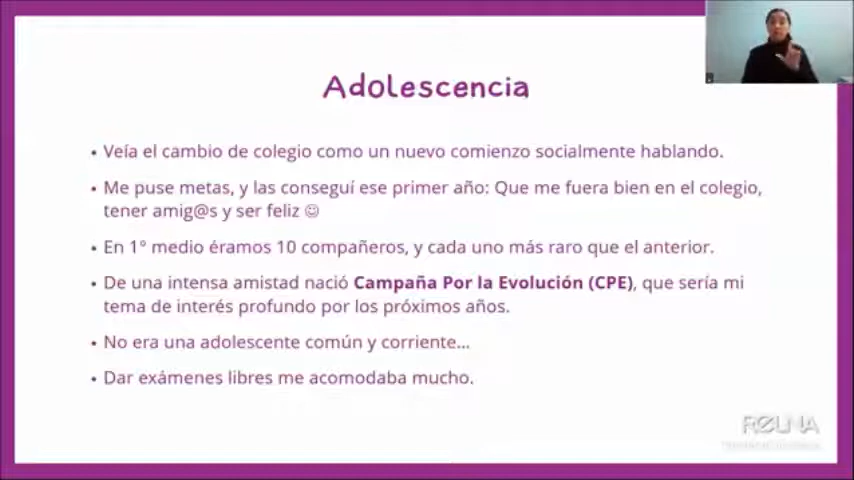 Adolescencia
• Veía el cambio de colegio como un nuevo comienzo socialmente hablando.
• Me puse metas, y las conseguí ese primer año: Que me fuera bien en el colegio,
tener amig@s y ser feliz ☺
• En 1° medio éramos 10 compañeros, y cada uno más raro que el anterior.
• De una intensa amistad nació Campaña Por la Evolución (CPE), que sería mi
tema de interés profundo por los próximos años.
• No era una adolescente común y corriente...
• Dar exámenes libres me acomodaba mucho.